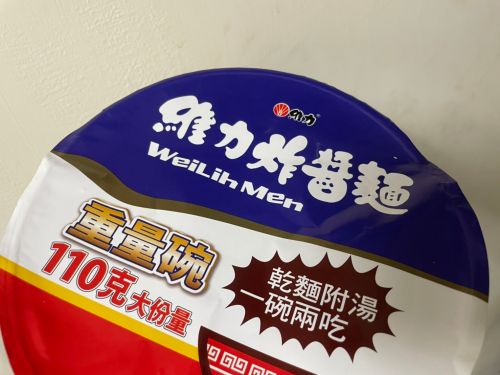 維力
維力炸醬麵
WeiLih Men
重量碗
110克大份量
乾麵附湯
一碗兩吃